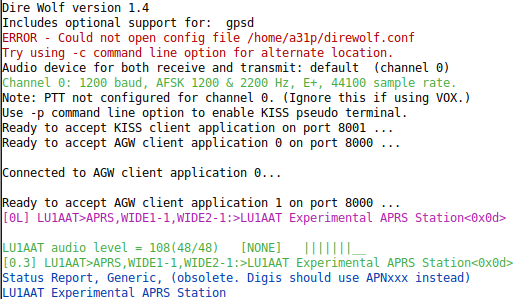 Dire Wolf version 1.4
Includes optional support for:  gpsd
ERROR - Could not open config file /home/a31p/direwolf.conf
Try using -c command line option for alternate location.
Audio device for both receive and transmit: default  (channel 0)
Channel 0: 1200 baud, AFSK 1200 & 2200 Hz, E+, 44100 sample rate.
Note: PTT not configured for channel 0. (Ignore this if using VOX.)
Use -p command line option to enable KISS pseudo terminal.
Ready to accept KISS client application on port 8001 ...
Ready to accept AGW client application 0 on port 8000 ...
Connected to AGW client application 0...
Ready to accept AGW client application 1 on port 8000 ...
[0L] LU1AAT>APRS,WIDE1-1,WIDE2-1:>LU1AAT Experimental APRS Station<0x0d>
LU1AAT audio level = 108(48/48)   [NONE]   |||||||__
[0.3] LU1AAT>APRS,WIDE1-1,WIDE2-1:>LU1AAT Experimental APRS Station<0x0d>
Status Report, Generic, (obsolete. Digis should use APNxxx instead)
LU1AAT Experimental APRS Station